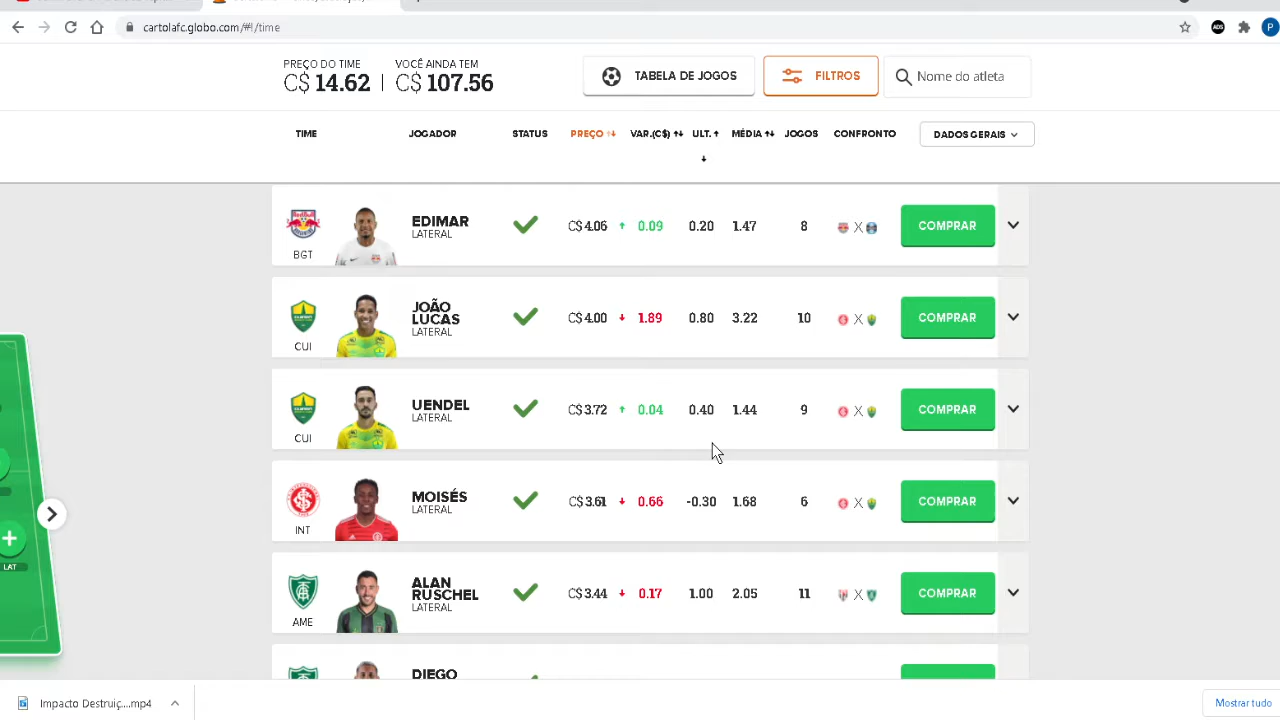 cartolafc.globo.com/#!/time
PREÇO DO TIME
C$ 14.62
VOCÊ AINDA TEM
C$ 107.56
TABELA DE JOGOS
FILTROS
Nome do atleta
TIME JOGADOR STATUS PREÇO VAR.(C$) ULT. MÉDIA JOGOS CONFRONTO DADOS GERAIS
BGT
EDIMAR
LATERAL
C$ 4.06 0.09 0.20 1.47 8 X COMPRAR
CUI
JOÃO
LUCAS
LATERAL
C$ 4.00 1.89 0.80 3.22 10 X COMPRAR
CUI
UENDEL
LATERAL
C$ 3.72 0.04 0.40 1.44 9 X COMPRAR
INT
MOISÉS
LATERAL
C$ 3.61 0.66 -0.30 1.68 6 X COMPRAR
AME
ALAN
RUSCHEL
LATERAL
C$ 3.44 0.17 1.00 2.05 11 X COMPRAR
DIEGO
LAT
Impacto Destruiç....mp4
Mostrar tudo
P
ADS